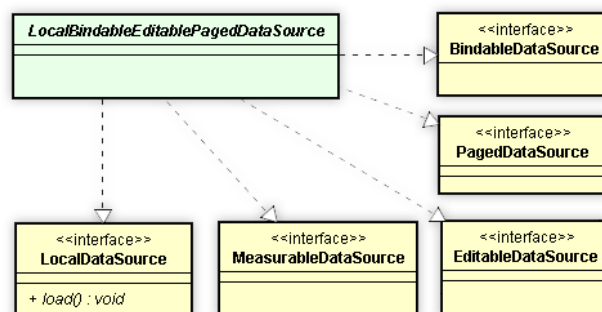 LocalBindableEditablePagedDataSource
<<interface>>
BindableDataSource
<<interface>>
PagedDataSource
<<interface>>
LocalDataSource
+ load() : void
<<interface>>
MeasurableDataSource
<<interface>>
EditableDataSource